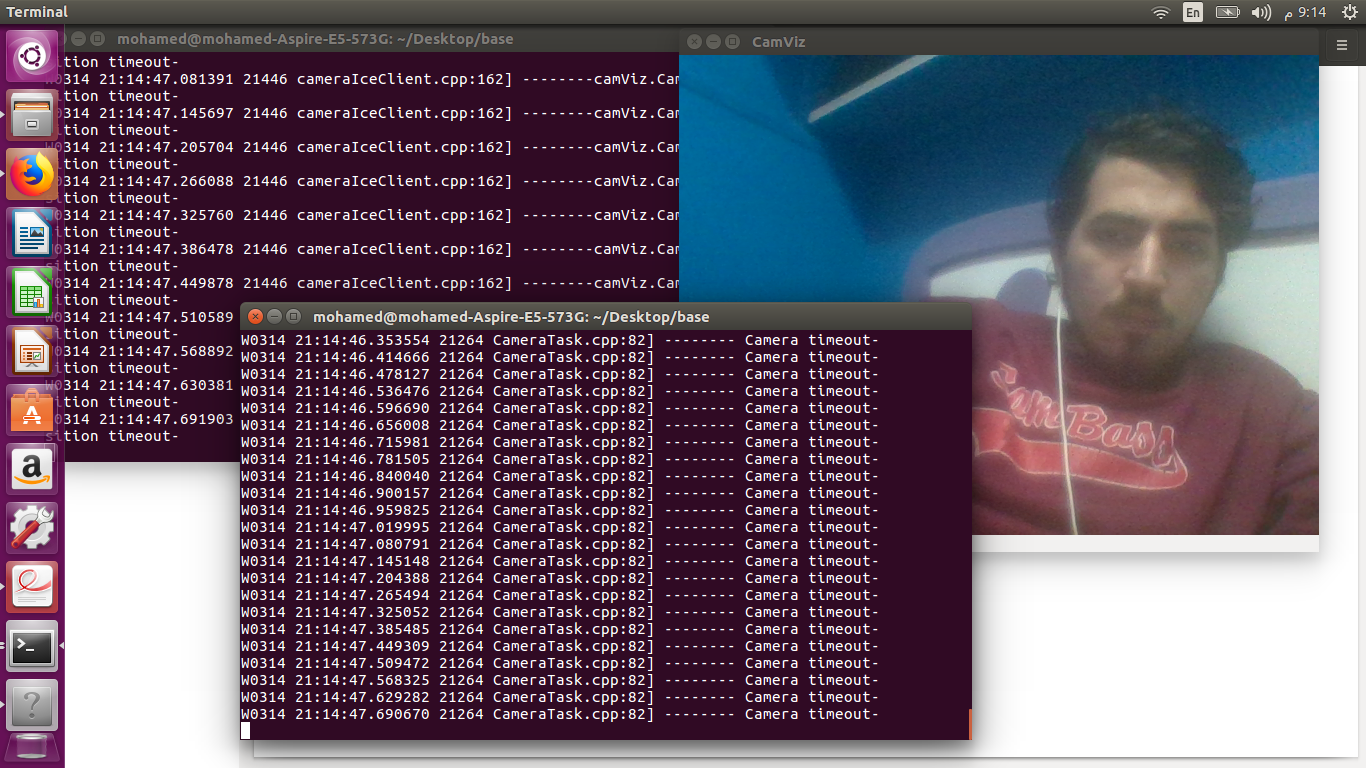 Terminal
En
9:14 م
mohamed@mohamed-Aspire-E5-573G: ~/Desktop/base
sition timeout-
W0314 21:14:47.081391 21446 cameraIceClient.cpp:162] --------camViz.Cam
sition timeout-
W0314 21:14:47.145697 21446 cameraIceClient.cpp:162] --------camViz.Cam
sition timeout-
W0314 21:14:47.205704 21446 cameraIceClient.cpp:162] --------camViz.Cam
sition timeout-
W0314 21:14:47.266088 21446 cameraIceClient.cpp:162] --------camViz.Cam
sition timeout-
W0314 21:14:47.325760 21446 cameraIceClient.cpp:162] --------camViz.Cam
sition timeout-
W0314 21:14:47.386478 21446 cameraIceClient.cpp:162] --------camViz.Cam
sition timeout-
W0314 21:14:47.449878 21446 cameraIceClient.cpp:162] --------camViz.Cam
sition timeout-
W0314 21:14:47.510589
sition timeout-
W0314 21:14:47.568892
sition timeout-
W0314 21:14:47.630381
sition timeout-
W0314 21:14:47.691903
sition timeout-
CamViz
mohamed@mohamed-Aspire-E5-573G: ~/Desktop/base
W0314 21:14:46.353554 21264 CameraTask.cpp:82] -------- Camera timeout-
W0314 21:14:46.414666 21264 CameraTask.cpp:82] -------- Camera timeout-
W0314 21:14:46.478127 21264 CameraTask.cpp:82] -------- Camera timeout-
W0314 21:14:46.536476 21264 CameraTask.cpp:82] -------- Camera timeout-
W0314 21:14:46.596690 21264 CameraTask.cpp:82] -------- Camera timeout-
W0314 21:14:46.656008 21264 CameraTask.cpp:82] -------- Camera timeout-
W0314 21:14:46.715981 21264 CameraTask.cpp:82] -------- Camera timeout-
W0314 21:14:46.781505 21264 CameraTask.cpp:82] -------- Camera timeout-
W0314 21:14:46.840040 21264 CameraTask.cpp:82] -------- Camera timeout-
W0314 21:14:46.900157 21264 CameraTask.cpp:82] -------- Camera timeout-
W0314 21:14:46.959825 21264 CameraTask.cpp:82] -------- Camera timeout-
W0314 21:14:47.019995 21264 CameraTask.cpp:82] -------- Camera timeout-
W0314 21:14:47.080791 21264 CameraTask.cpp:82] -------- Camera timeout-
W0314 21:14:47.145148 21264 CameraTask.cpp:82] -------- Camera timeout-
W0314 21:14:47.204388 21264 CameraTask.cpp:82] -------- Camera timeout-
W0314 21:14:47.265494 21264 CameraTask.cpp:82] -------- Camera timeout-
W0314 21:14:47.325052 21264 CameraTask.cpp:82] -------- Camera timeout-
W0314 21:14:47.385485 21264 CameraTask.cpp:82] -------- Camera timeout-
W0314 21:14:47.449309 21264 CameraTask.cpp:82] -------- Camera timeout-
W0314 21:14:47.509472 21264 CameraTask.cpp:82] -------- Camera timeout-
W0314 21:14:47.568325 21264 CameraTask.cpp:82] -------- Camera timeout-
W0314 21:14:47.629282 21264 CameraTask.cpp:82] -------- Camera timeout-
W0314 21:14:47.690670 21264 CameraTask.cpp:82] -------- Camera timeout-